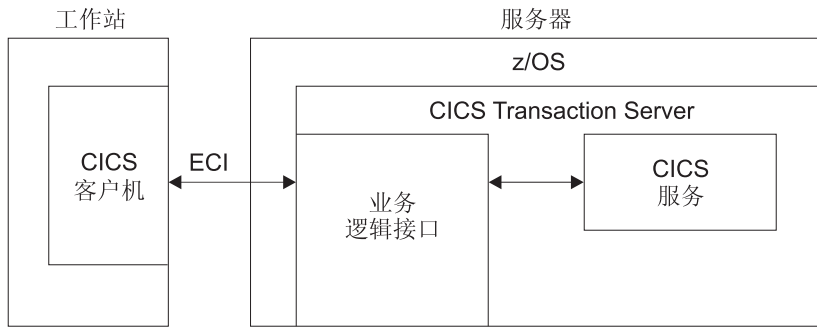 工作站
服务器
z/OS
CICS Transaction Server
CICS
客户机
ECI
业务
逻辑接口
CICS
服务